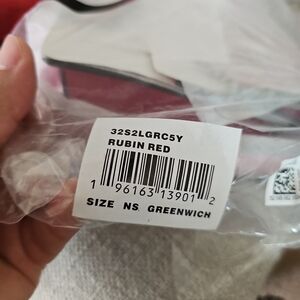 32S2LGRC5Y
RUBIN RED
1 96163 13901 2
SIZE NS GREENWICH